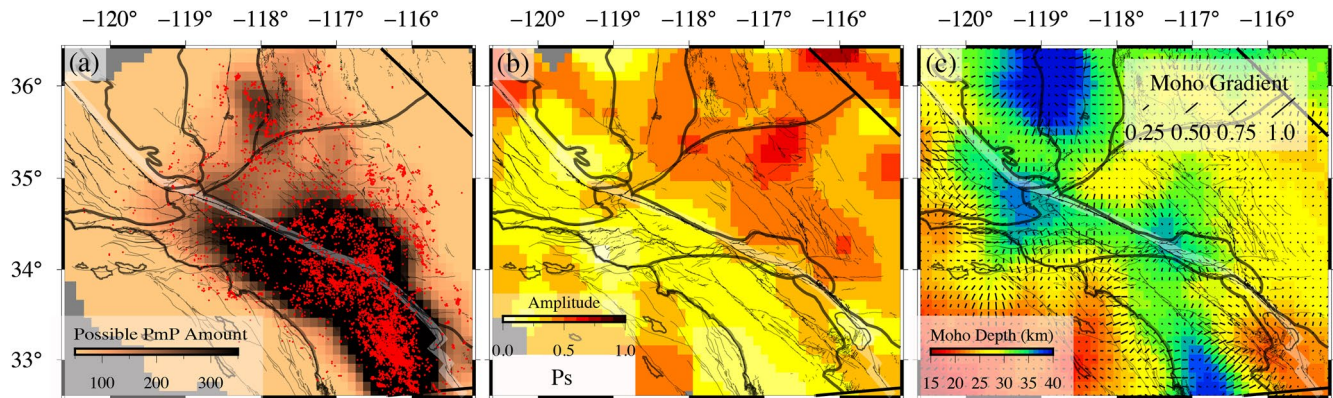 −120° −119° −118° −117° −116° −120° −119° −118° −117° −116° −120° −119° −118° −117° −116°
(a) (b) (c)
36°
35°
34°
33°
Moho Gradient
0.25 0.50 0.75 1.0
Possible PmP Amount
100 200 300
Amplitude
0.0 0.5 1.0
Ps
Moho Depth (km)
15 20 25 30 35 40